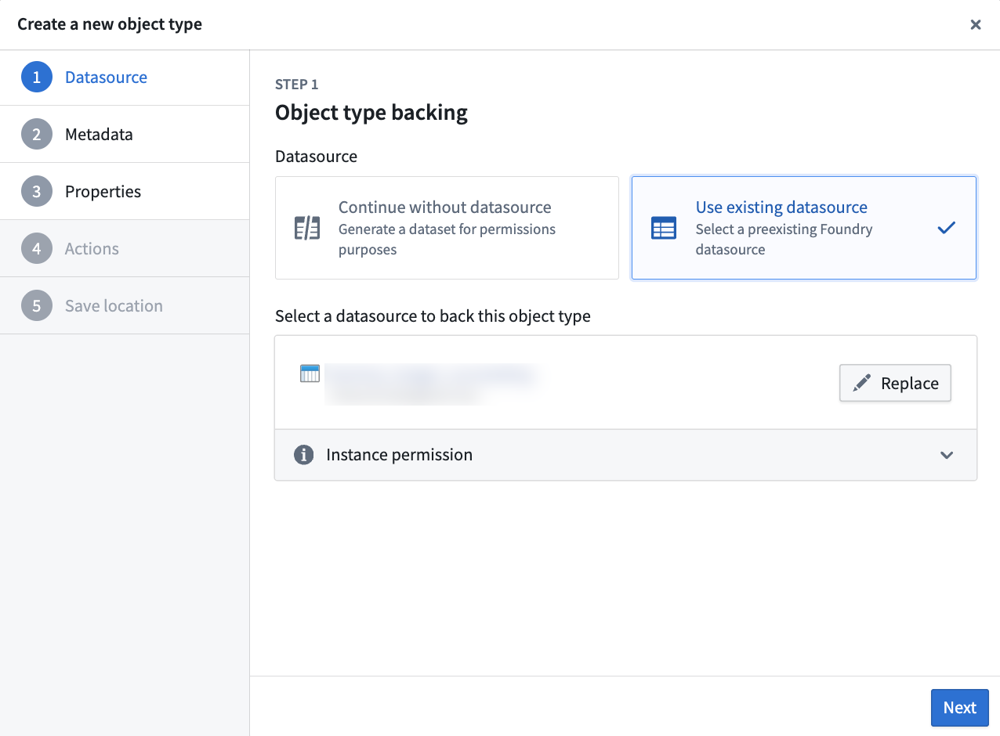 Create a new object type
1 Datasource
2 Metadata
3 Properties
4 Actions
5 Save location
STEP 1
Object type backing
Datasource
Continue without datasource
Generate a dataset for permissions
purposes
Use existing datasource
Select a preexisting Foundry
datasource
Select a datasource to back this object type
Replace
Instance permission
Next